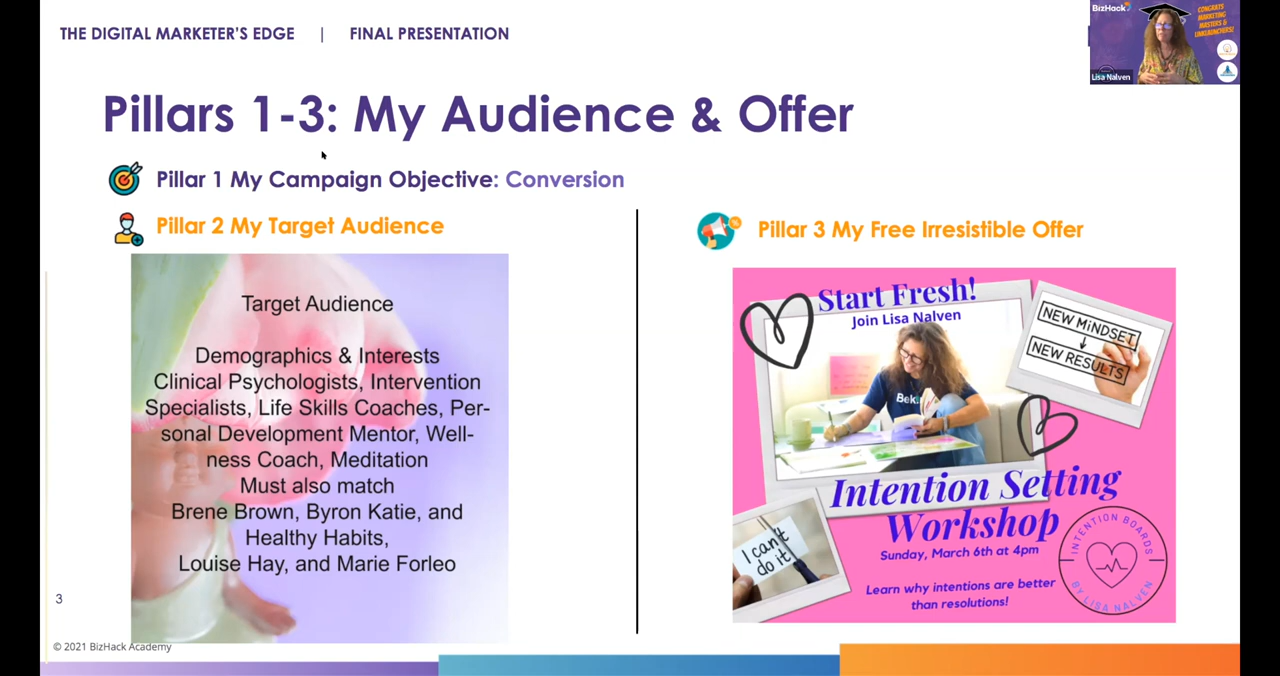 THE DIGITAL MARKETER'S EDGE | FINAL PRESENTATION
BizHack
CONGRATS
MARKETING
MASTERS &
LINKLAUNCHERS!
Lisa Nalven
Pillars 1-3: My Audience & Offer
Pillar 1 My Campaign Objective: Conversion
Pillar 2 My Target Audience
Target Audience
Demographics & Interests
Clinical Psychologists, Intervention
Specialists, Life Skills Coaches, Per-
sonal Development Mentor, Well-
ness Coach, Meditation
Must also match
Brene Brown, Byron Katie, and
Healthy Habits,
Louise Hay, and Marie Forleo
Pillar 3 My Free Irresistible Offer
Start Fresh!
Join Lisa Nalven
NEW MiNDSET
NEW RESULTS
Intention Setting
Workshop
Sunday, March 6th at 4pm
I can't
do it
Learn why intentions are better
than resolutions!
INTENTION BOARDS
BY LISA NALVEN
3
© 2021 BizHack Academy